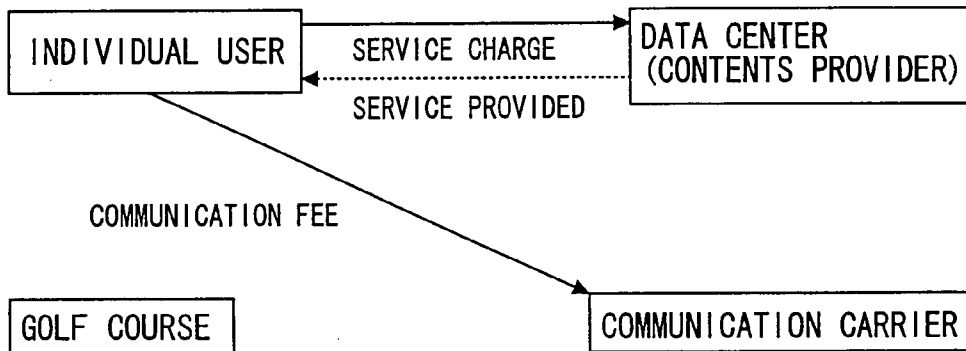 INDIVIDUAL USER
SERVICE CHARGE
DATA CENTER
(CONTENTS PROVIDER)
SERVICE PROVIDED
COMMUNICATION FEE
GOLF COURSE
COMMUNICATION CARRIER